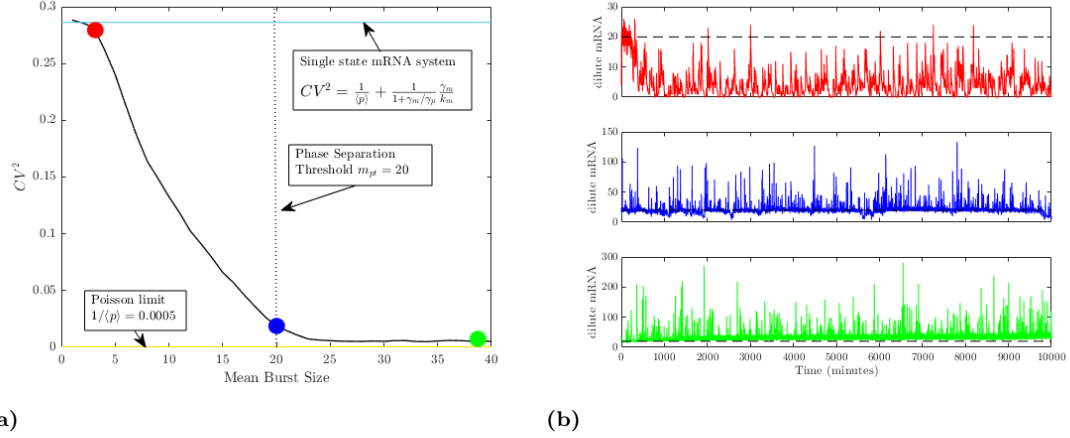 0.3
0.25
0.2
0.15
0.1
0.05
0
CV²
0 5 10 15 20 25 30 35 40
Mean Burst Size
Single state mRNA system
CV² = 1/⟨p⟩ + 1/(1+γₘ/γₚ) γₘ/kₘ
Phase Separation
Threshold mₚₜ = 20
Poisson limit
1/⟨p⟩ = 0.0005
a)
30
20
10
0
dilute mRNA
150
100
50
0
dilute mRNA
300
200
100
0
dilute mRNA
0 1000 2000 3000 4000 5000 6000 7000 8000 9000 10000
Time (minutes)
(b)